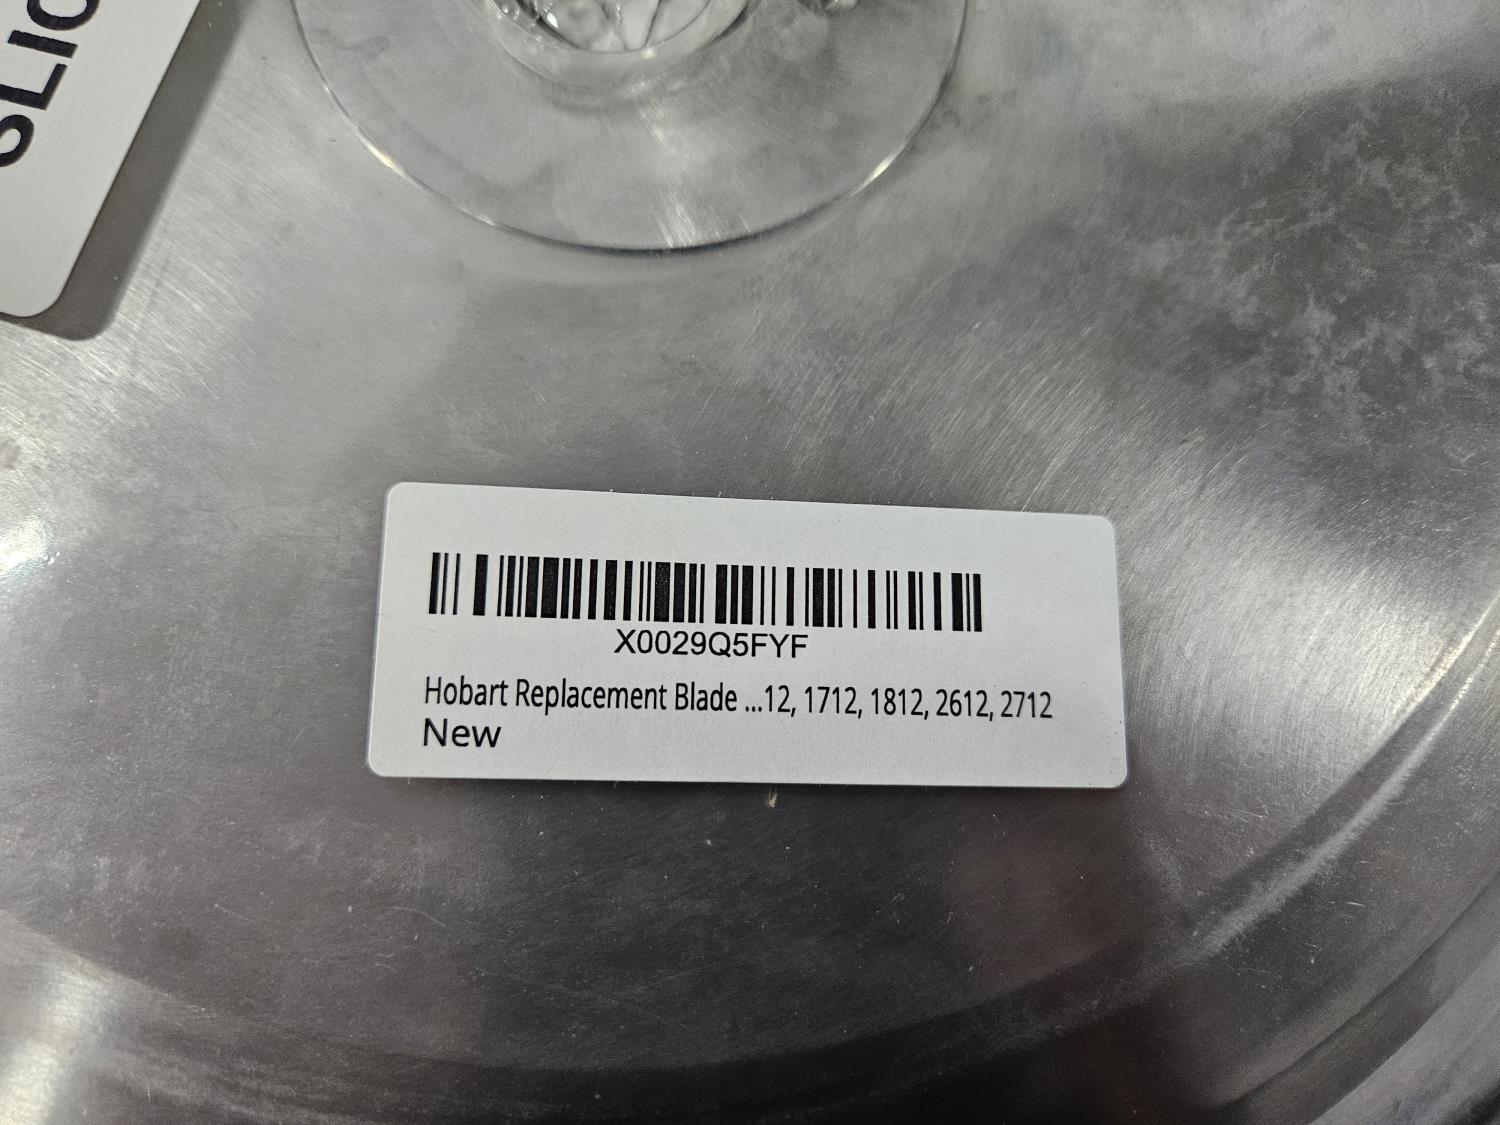 X0029Q5FYF
Hobart Replacement Blade ...12, 1712, 1812, 2612, 2712
New